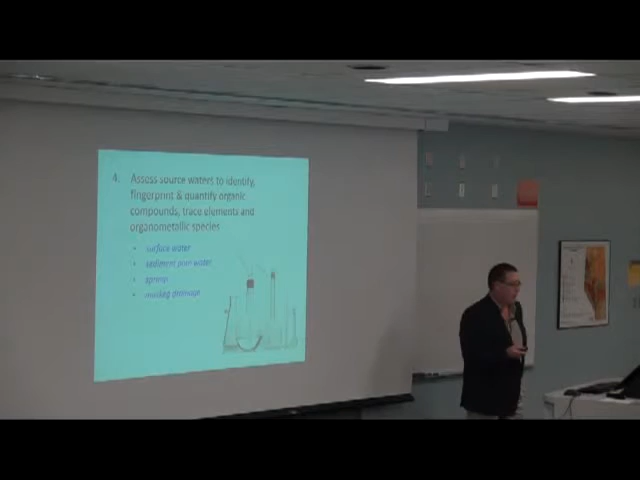 4. Assess source waters to identify,
fingerprint & quantify organic
compounds, trace elements and
organometallic species
• surface water
• sediment pore water
• springs
• muskeg drainage